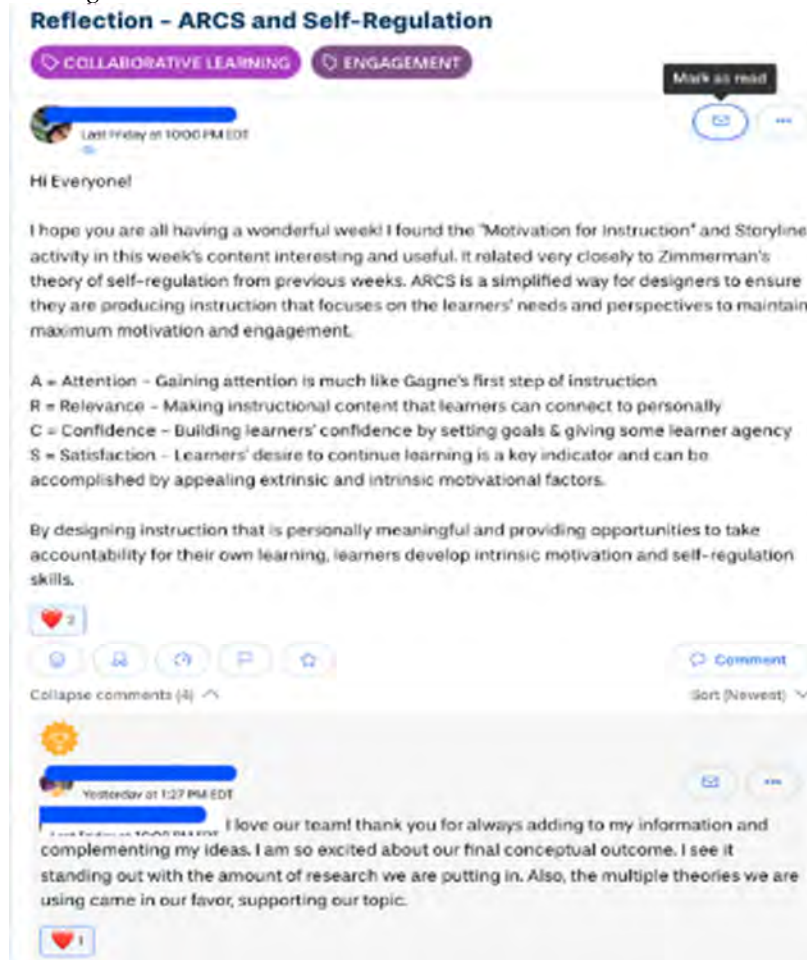 Reflection – ARCS and Self-Regulation
COLLABORATIVE LEARNING
ENGAGEMENT
Mark as read
Last Friday at 10:00 PM EDT
Hi Everyone!
I hope you are all having a wonderful week! I found the "Motivation for Instruction" and Storyline
activity in this week's content interesting and useful. It related very closely to Zimmerman's
theory of self-regulation from previous weeks. ARCS is a simplified way for designers to ensure
they are producing instruction that focuses on the learners' needs and perspectives to maintain
maximum motivation and engagement.
A = Attention – Gaining attention is much like Gagne's first step of instruction
R = Relevance – Making instructional content that learners can connect to personally
C = Confidence – Building learners' confidence by setting goals & giving some learner agency
S = Satisfaction – Learners' desire to continue learning is a key indicator and can be
accomplished by appealing extrinsic and intrinsic motivational factors.
By designing instruction that is personally meaningful and providing opportunities to take
accountability for their own learning, learners develop intrinsic motivation and self-regulation
skills.
2
Comment
Collapse comments (4)
Sort (Newest)
Yesterday at 1:27 PM EDT
I love our team! thank you for always adding to my information and
complementing my ideas. I am so excited about our final conceptual outcome. I see it
standing out with the amount of research we are putting in. Also, the multiple theories we are
using came in our favor, supporting our topic.
1